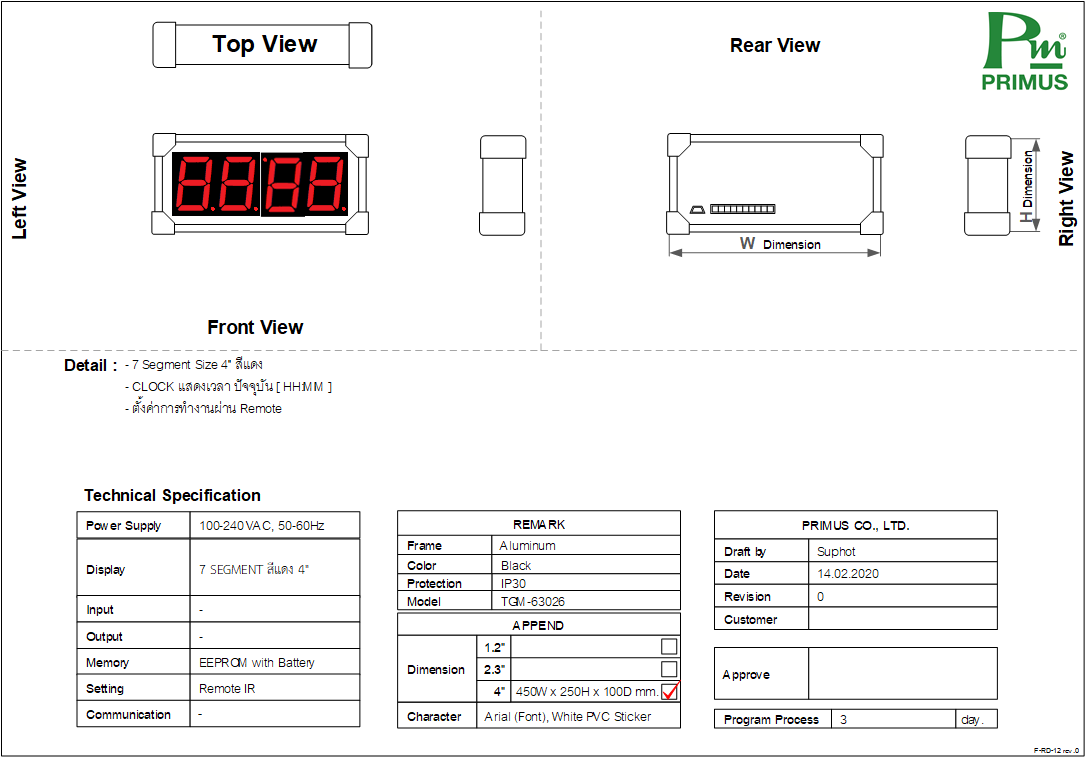 Top View
Rear View
Pm®
PRIMUS
Left View
88:88.
H Dimension
Right View
W Dimension
Front View
Detail : - 7 Segment Size 4" สีแดง
- CLOCK แสดงเวลา ปัจจุบัน [ HH:MM ]
- ตั้งค่าการทำงานผ่าน Remote
Technical Specification
Power Supply 100-240VAC, 50-60Hz
Display 7 SEGMENT สีแดง 4"
Input -
Output -
Memory EEPROM with Battery
Setting Remote IR
Communication -
REMARK
Frame Aluminum
Color Black
Protection IP30
Model TGM-63026
APPEND
Dimension
1.2"
2.3"
4" 450W x 250H x 100D mm.
Character Arial (Font), White PVC Sticker
PRIMUS CO., LTD.
Draft by Suphot
Date 14.02.2020
Revision 0
Customer
Approve
Program Process 3 day.
F-RD-12 rev .0